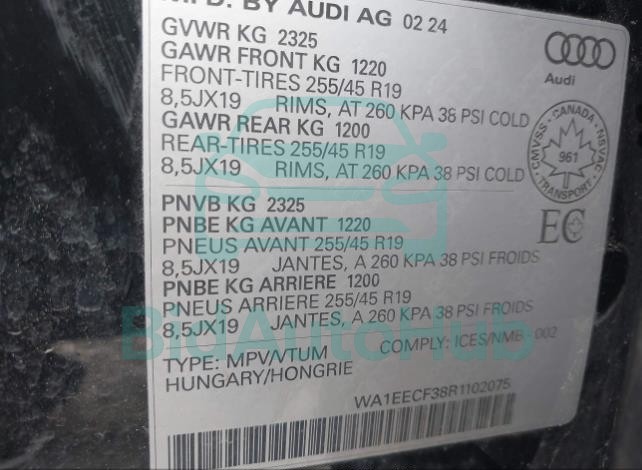 MFD. BY AUDI AG 02 24
GVWR KG 2325
GAWR FRONT KG 1220
FRONT-TIRES 255/45 R19
8,5JX19 RIMS, AT 260 KPA 38 PSI COLD
GAWR REAR KG 1200
REAR-TIRES 255/45 R19
8,5JX19 RIMS, AT 260 KPA 38 PSI COLD
Audi
CMVSS - CANADA - NSVAC
961
TRANSPORT
PNVB KG 2325
PNBE KG AVANT 1220
PNEUS AVANT 255/45 R19
8,5JX19 JANTES, A 260 KPA 38 PSI FROIDS
PNBE KG ARRIERE 1200
PNEUS ARRIERE 255/45 R19
8,5JX19 JANTES, A 260 KPA 38 PSI FROIDS
EC
TYPE: MPV/VTUM COMPLY: ICES/NMB - 002
HUNGARY/HONGRIE
WA1EECF38R1102075
BidAutoHub